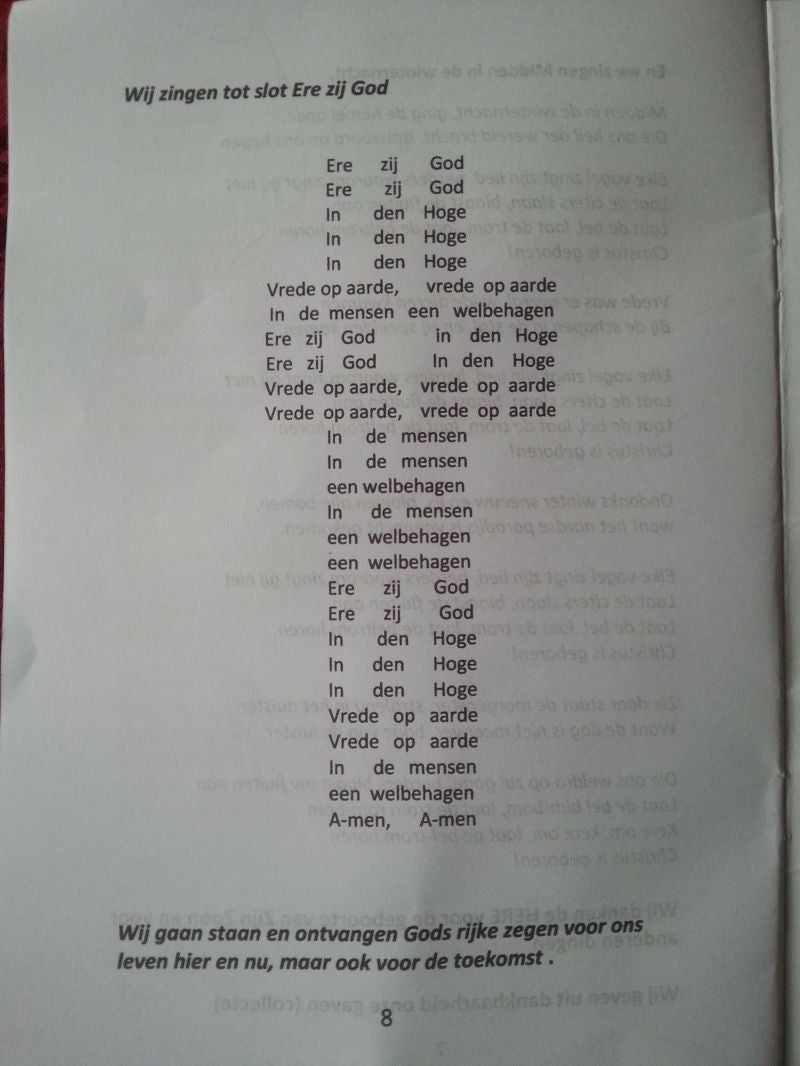 Wij zingen tot slot Ere zij God
Ere zij God
Ere zij God
In den Hoge
In den Hoge
In den Hoge
Vrede op aarde, vrede op aarde
In de mensen een welbehagen
Ere zij God in den Hoge
Ere zij God In den Hoge
Vrede op aarde, vrede op aarde
Vrede op aarde, vrede op aarde
In de mensen
In de mensen
een welbehagen
In de mensen
een welbehagen
een welbehagen
Ere zij God
Ere zij God
In den Hoge
In den Hoge
In den Hoge
Vrede op aarde
Vrede op aarde
In de mensen
een welbehagen
A-men, A-men
Wij gaan staan en ontvangen Gods rijke zegen voor ons
leven hier en nu, maar ook voor de toekomst .
8